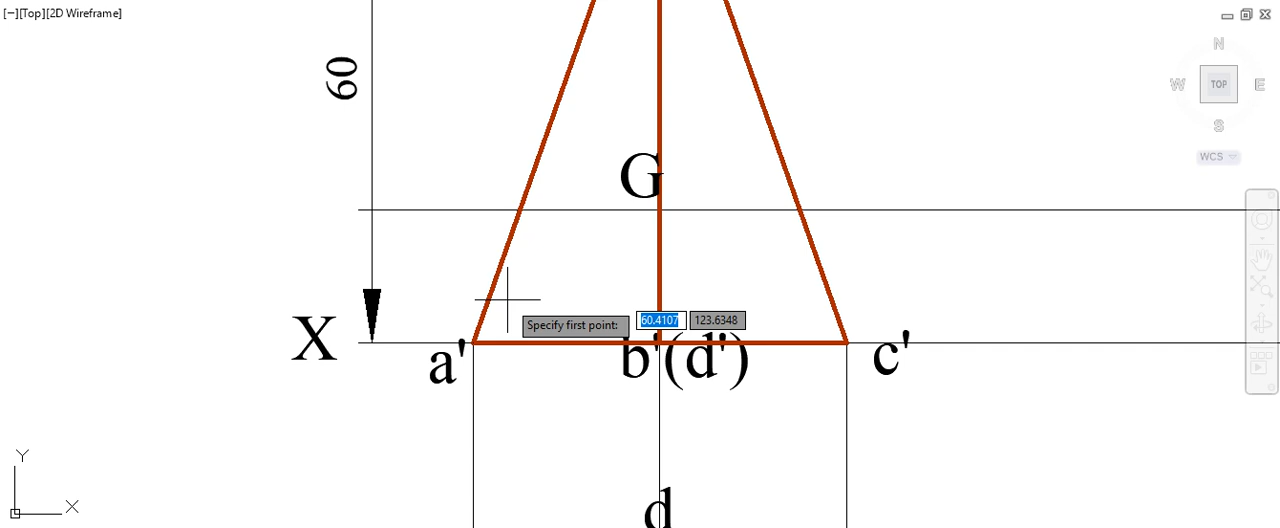 [−][Top][2D Wireframe]
N
W TOP E
S
WCS
60
G
Specify first point: 60.4107 123.6348
X a' b'(d') c'
Y
X
d